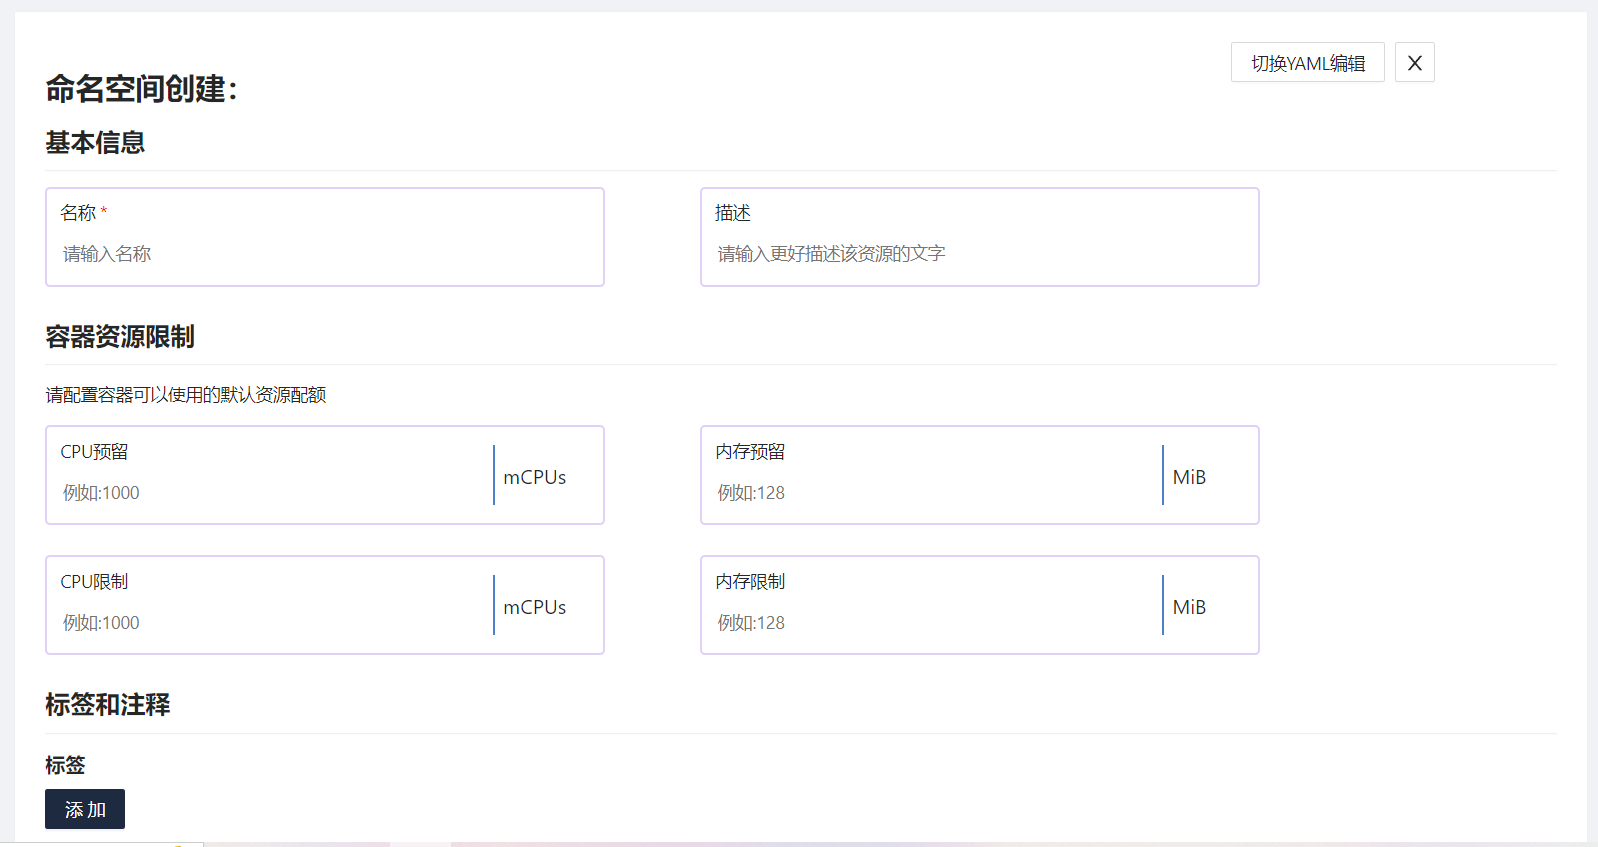 切换YAML编辑
X
命名空间创建：
基本信息
名称 *
请输入名称
描述
请输入更好描述该资源的文字
容器资源限制
请配置容器可以使用的默认资源配额
CPU预留
例如:1000
mCPUs
内存预留
例如:128
MiB
CPU限制
例如:1000
mCPUs
内存限制
例如:128
MiB
标签和注释
标签
添 加